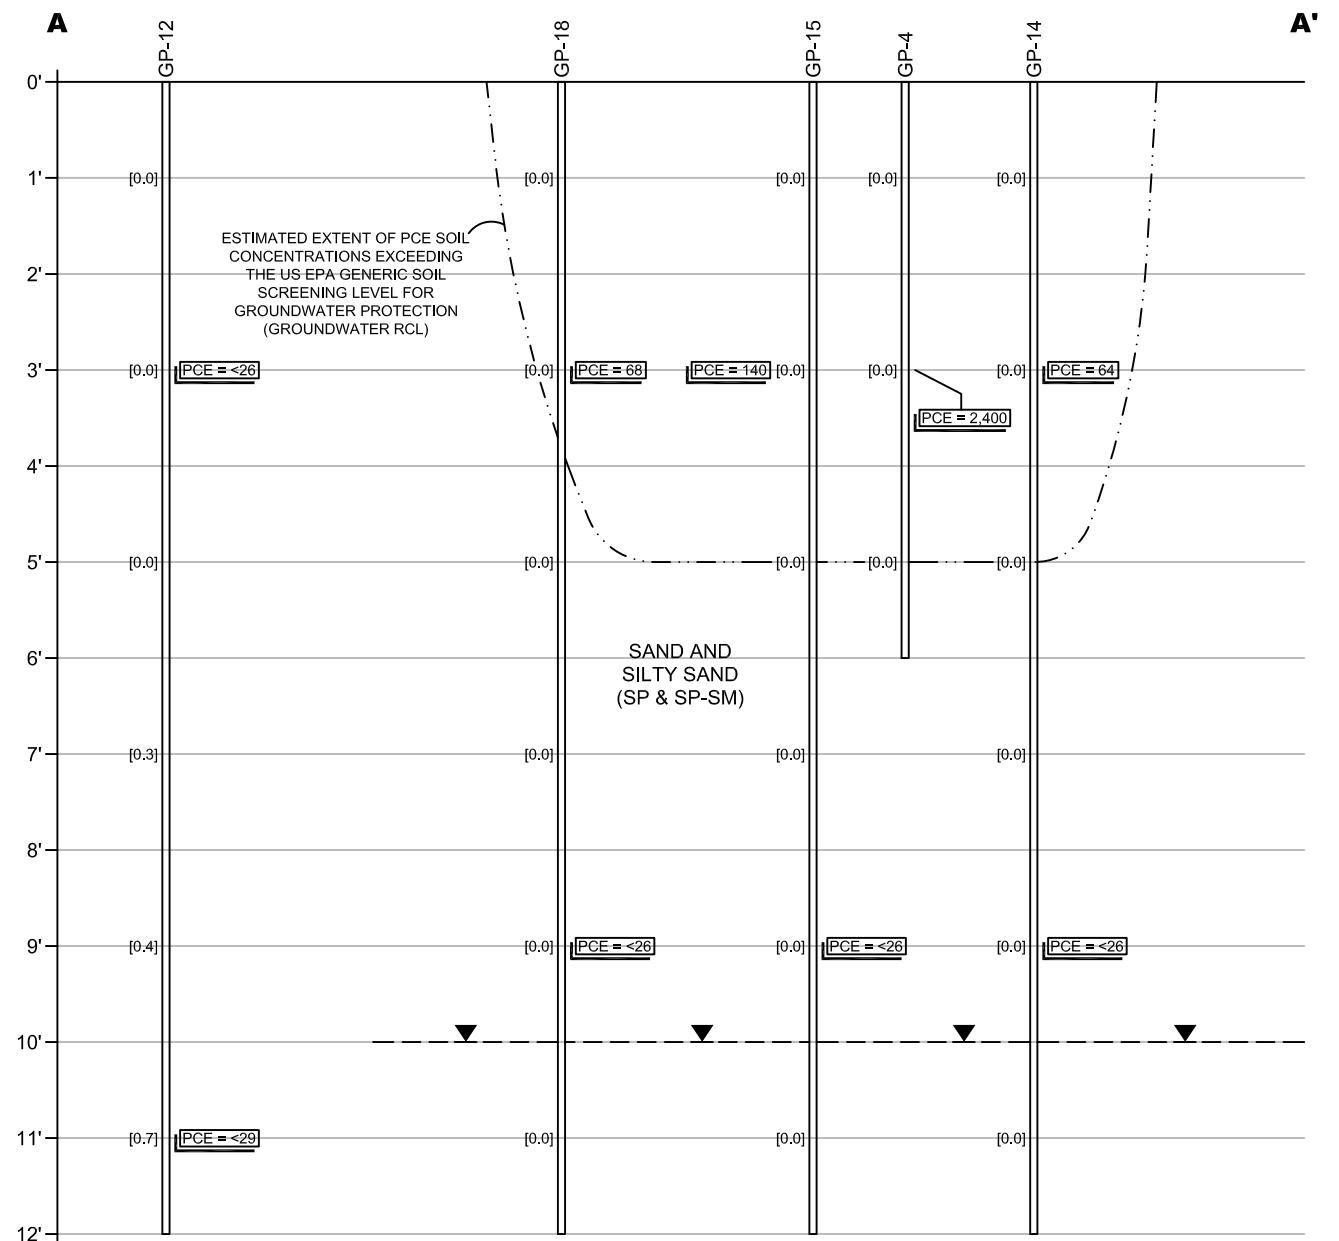 A
A'
GP-12
GP-18
GP-15
GP-4
GP-14
0'
1'
[0.0]
[0.0]
[0.0]
[0.0]
[0.0]
ESTIMATED EXTENT OF PCE SOIL
CONCENTRATIONS EXCEEDING
THE US EPA GENERIC SOIL
SCREENING LEVEL FOR
GROUNDWATER PROTECTION
(GROUNDWATER RCL)
2'
3'
[0.0]
PCE = <26
[0.0]
PCE = 68
PCE = 140
[0.0]
[0.0]
[0.0]
PCE = 64
PCE = 2,400
4'
5'
[0.0]
[0.0]
[0.0]
[0.0]
[0.0]
SAND AND
SILTY SAND
(SP & SP-SM)
6'
7'
[0.3]
[0.0]
[0.0]
[0.0]
8'
9'
[0.4]
[0.0]
PCE = <26
[0.0]
PCE = <26
[0.0]
PCE = <26
10'
11'
[0.7]
PCE = <29
[0.0]
[0.0]
[0.0]
12'